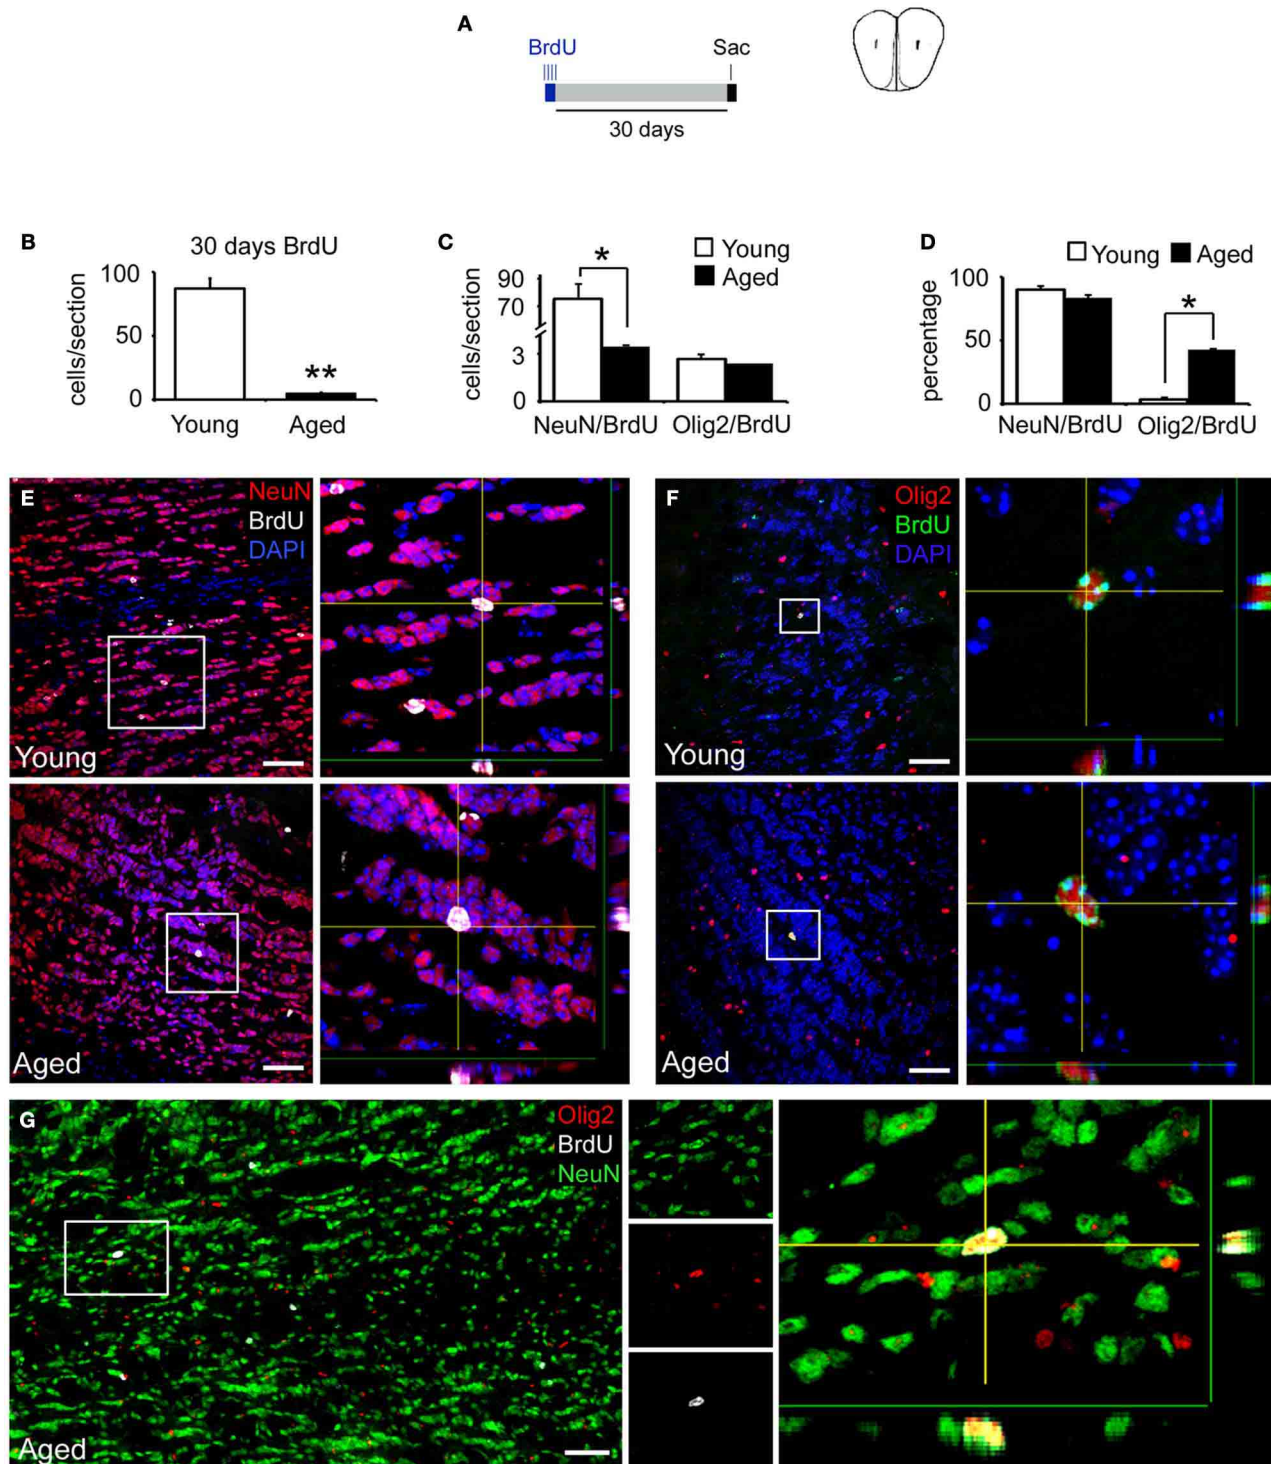 A
BrdU
Sac
30 days
B
30 days BrdU
cells/section
100
50
0
**
Young
Aged
C
Young
Aged
cells/section
90
70
3
0
*
NeuN/BrdU
Olig2/BrdU
D
Young
Aged
percentage
100
50
0
*
NeuN/BrdU
Olig2/BrdU
E
NeuN
BrdU
DAPI
Young
Aged
F
Olig2
BrdU
DAPI
Young
Aged
G
Olig2
BrdU
NeuN
Aged